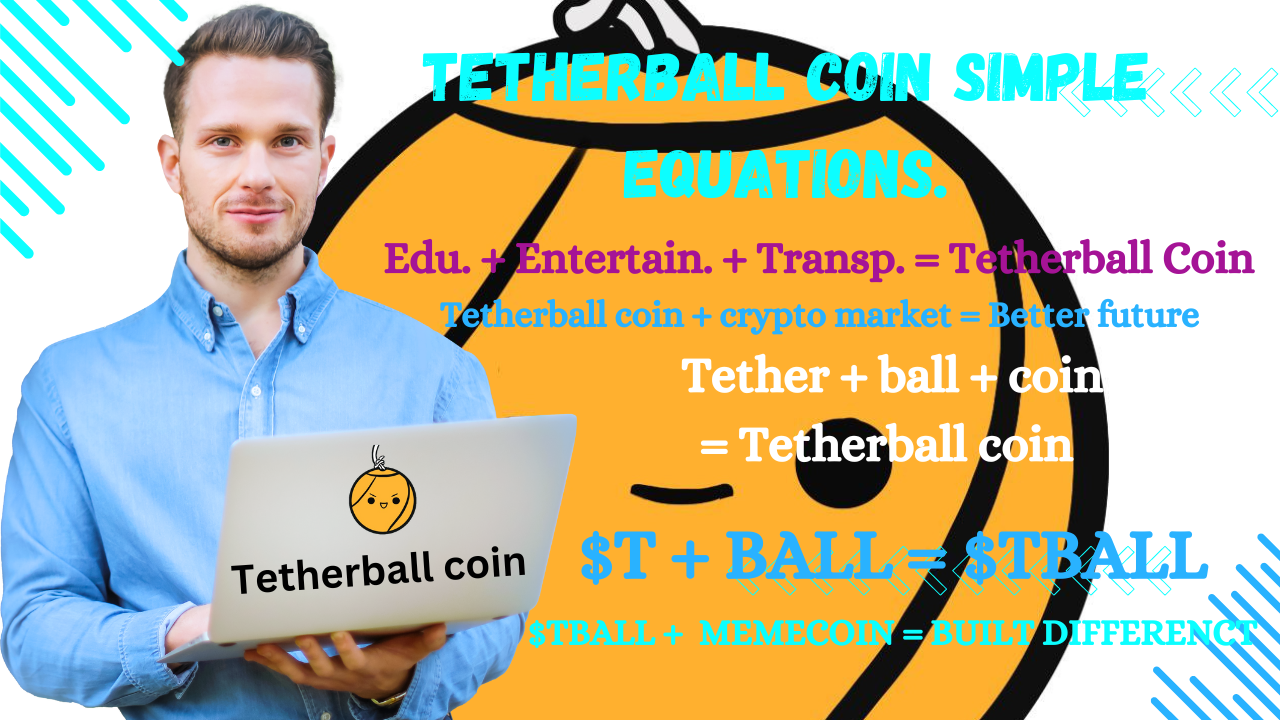 TETHERBALL COIN SIMPLE
EQUATIONS.
Edu. + Entertain. + Transp. = Tetherball Coin
Tetherball coin + crypto market = Better future
Tether + ball + coin
= Tetherball coin
$T + BALL = $TBALL
$TBALL + MEMECOIN = BUILT DIFFERENCT
Tetherball coin